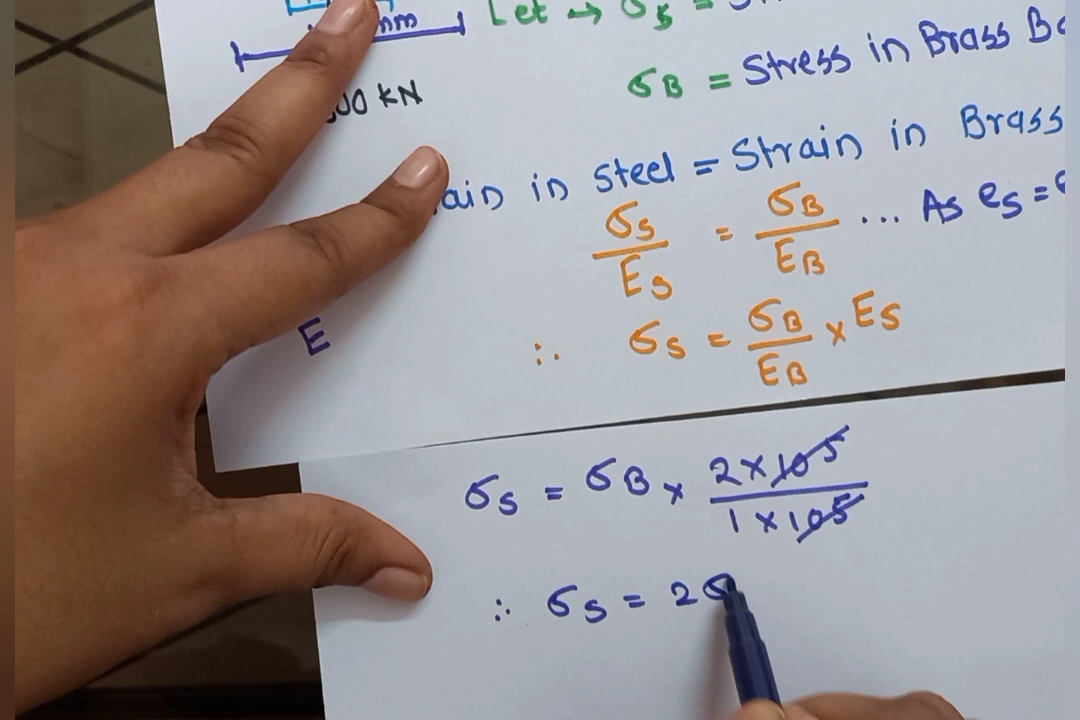 mm Let → σs =
σB = Stress in Brass
00 KN
in Steel = Strain in Brass
σs/Es = σB/EB ... As es =
E
∴ σs = σB/EB × Es
σs = σB × 2×105/1×105
∴ σs = 2σ